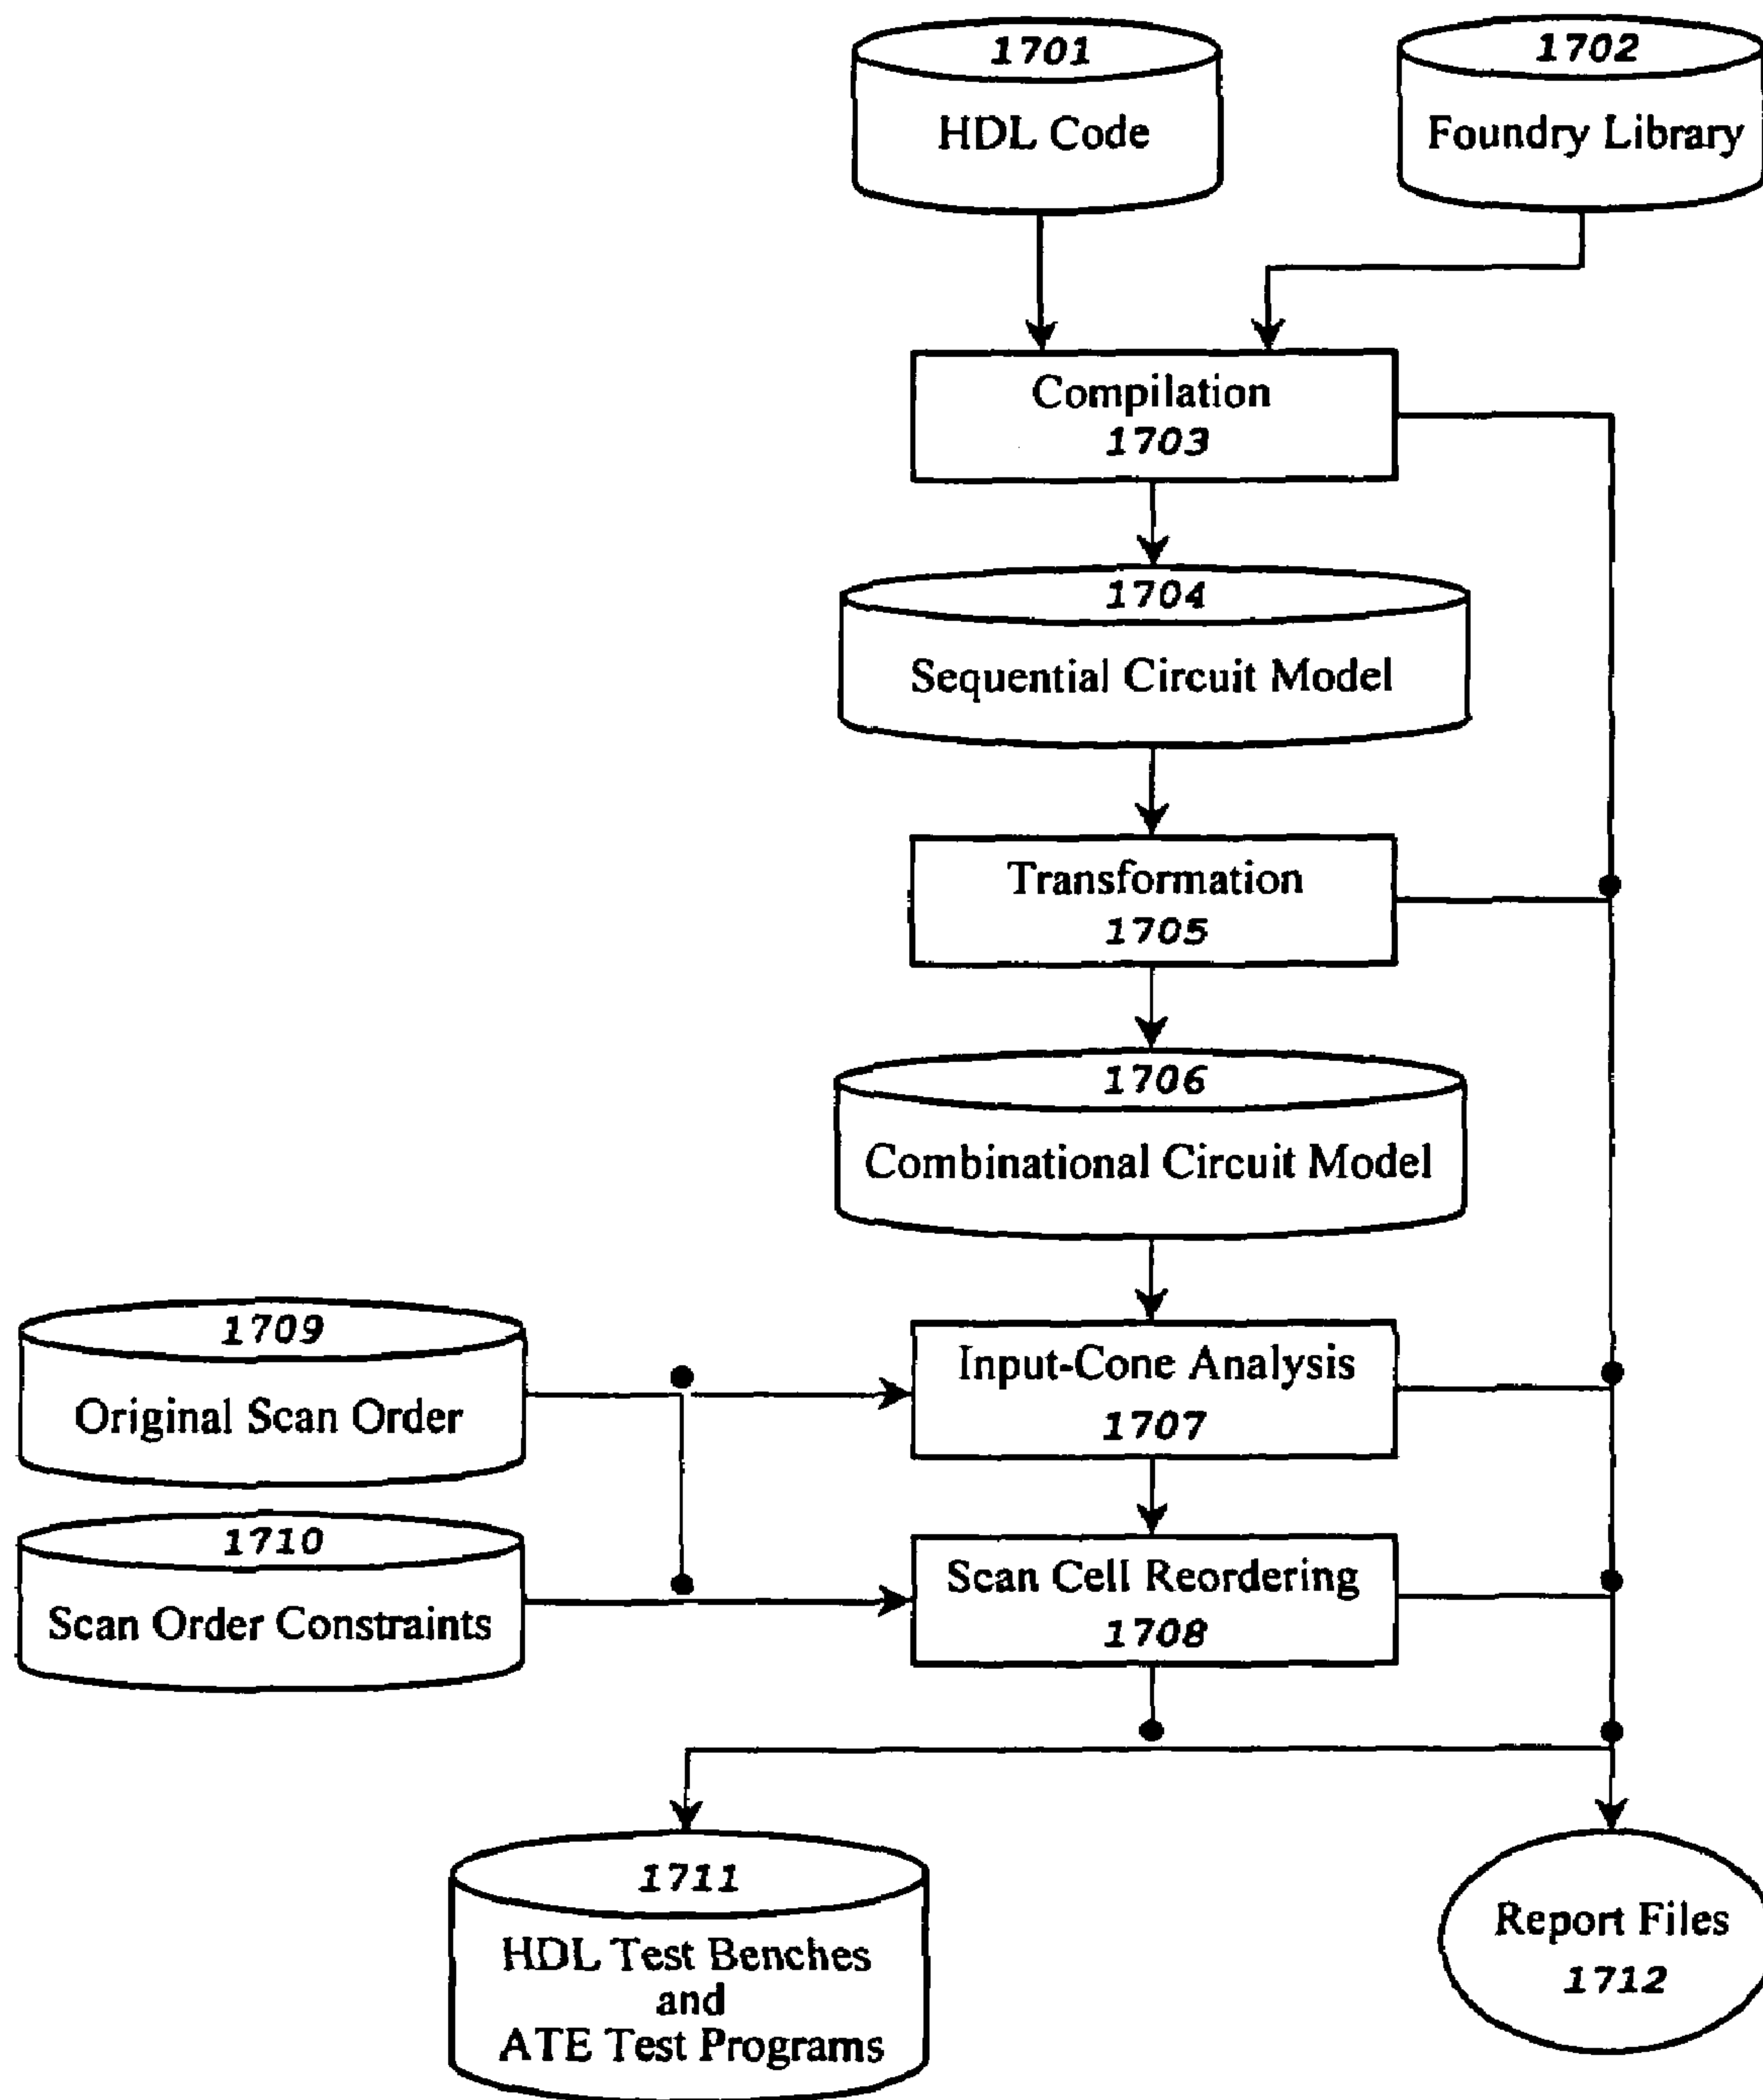 1701
HDL Code
1702
Foundry Library
Compilation
1703
1704
Sequential Circuit Model
Transformation
1705
1706
Combinational Circuit Model
1709
Original Scan Order
Input-Cone Analysis
1707
1710
Scan Order Constraints
Scan Cell Reordering
1708
1711
HDL Test Benches
and
ATE Test Programs
Report Files
1712